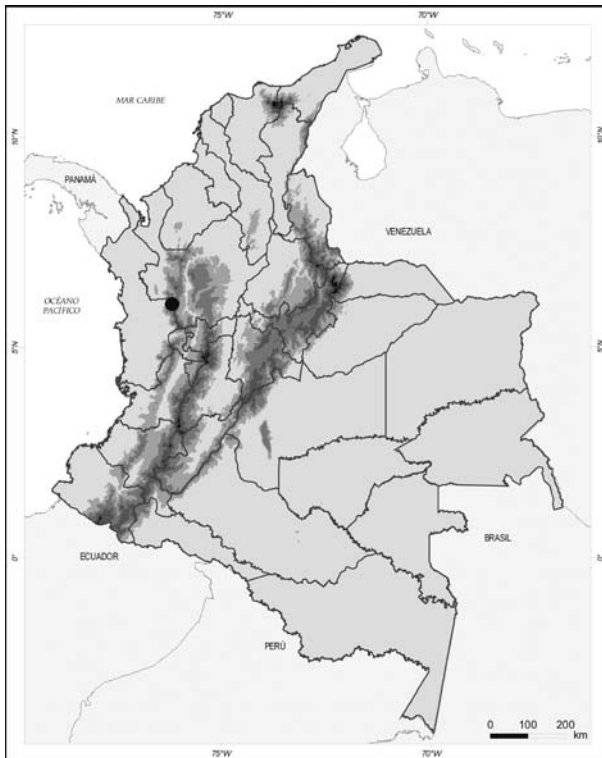 75°W 70°W
MAR CARIBE
10°N 10°N
PANAMÁ
VENEZUELA
OCÉANO
PACÍFICO
5°N 5°N
0° 0°
ECUADOR
BRASIL
PERÚ
0 100 200
km
75°W 70°W